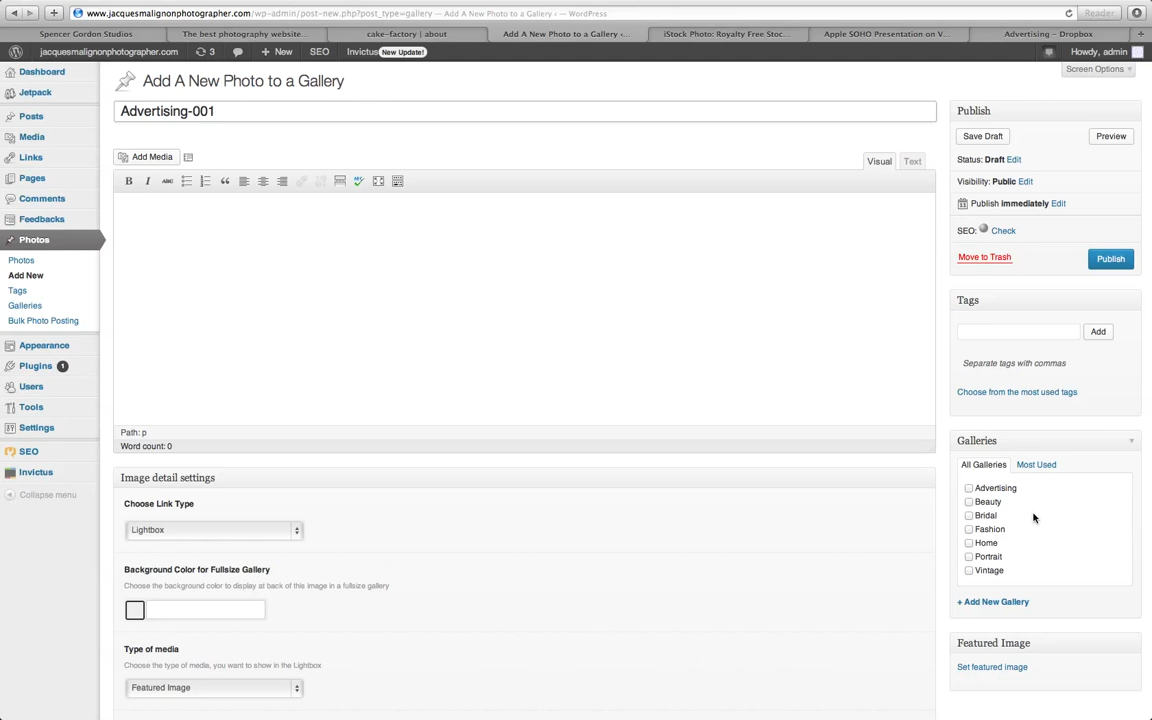 www.jacquesmalignonphotographer.com/wp-admin/post-new.php?post_type=gallery — Add A New Photo to a Gallery ‹ ... — WordPress
Reader
Spencer Gordon Studios
The best photography website...
cake-factory | about
Add A New Photo to a Gallery ‹...
iStock Photo: Royalty Free Stoc...
Apple SOHO Presentation on V...
Advertising – Dropbox
jacquesmalignonphotographer.com
3
+ New
SEO
Invictus New Update!
Howdy, admin
Dashboard
Jetpack
Posts
Media
Links
Pages
Comments
Feedbacks
Photos
Photos
Add New
Tags
Galleries
Bulk Photo Posting
Appearance
Plugins 1
Users
Tools
Settings
SEO
Invictus
Collapse menu
Screen Options
Add A New Photo to a Gallery
Advertising-001
Add Media
Visual
Text
B I ABC
Path: p
Word count: 0
Image detail settings
Choose Link Type
Lightbox
Background Color for Fullsize Gallery
Choose the background color to display at back of this image in a fullsize gallery
Type of media
Choose the type of media, you want to show in the Lightbox
Featured Image
Publish
Save Draft
Preview
Status: Draft Edit
Visibility: Public Edit
Publish immediately Edit
SEO: Check
Move to Trash
Publish
Tags
Add
Separate tags with commas
Choose from the most used tags
Galleries
All Galleries
Most Used
Advertising
Beauty
Bridal
Fashion
Home
Portrait
Vintage
+ Add New Gallery
Featured Image
Set featured image